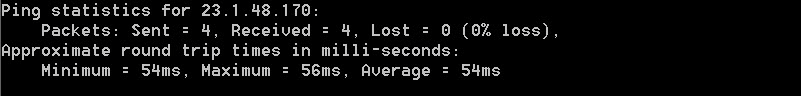 Ping statistics for 23.1.48.170:
    Packets: Sent = 4, Received = 4, Lost = 0 (0% loss),
Approximate round trip times in milli-seconds:
    Minimum = 54ms, Maximum = 56ms, Average = 54ms